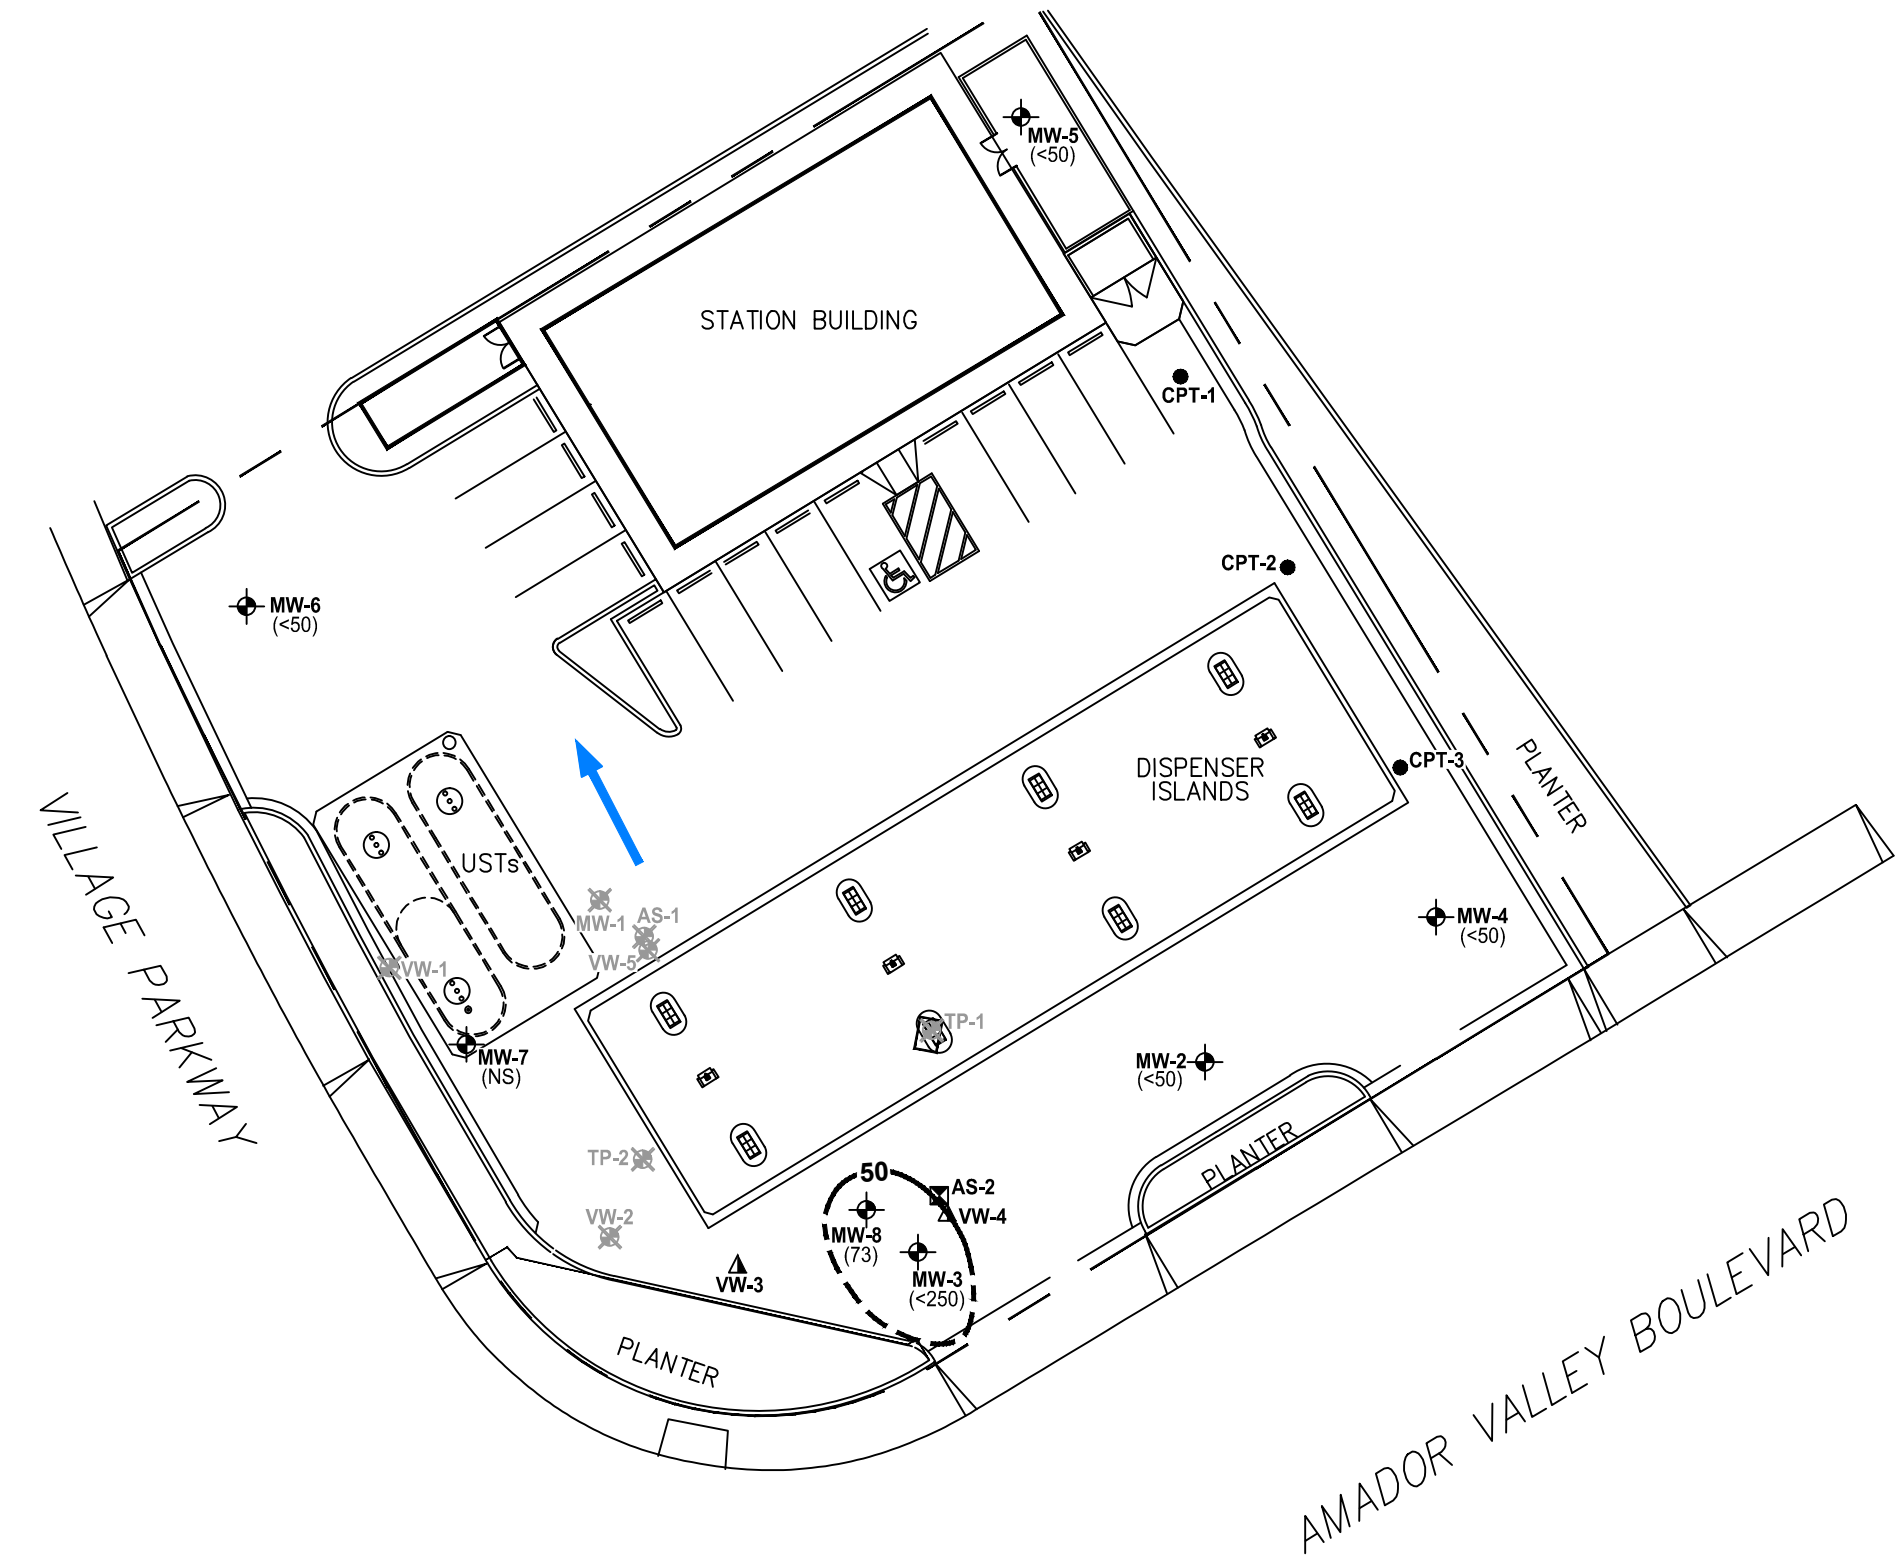 MW-5
(<50)
STATION BUILDING
CPT-1
CPT-2
MW-6
(<50)
CPT-3
DISPENSER
ISLANDS
PLANTER
VILLAGE PARKWAY
USTs
MW-1
AS-1
VW-5
VW-1
MW-4
(<50)
TP-1
MW-7
(NS)
MW-2
(<50)
TP-2
PLANTER
50
AS-2
VW-4
MW-8
(73)
VW-2
MW-3
(<250)
VW-3
PLANTER
AMADOR VALLEY BOULEVARD